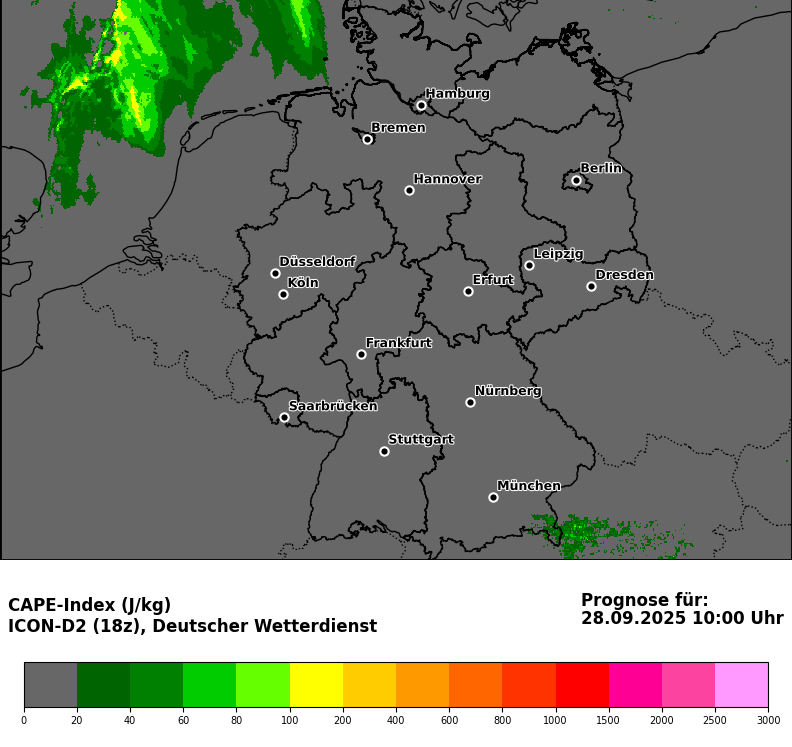 Hamburg
Bremen
Berlin
Hannover
Leipzig
Düsseldorf
Dresden
Köln
Erfurt
Frankfurt
Nürnberg
Saarbrücken
Stuttgart
München
CAPE-Index (J/kg)
ICON-D2 (18z), Deutscher Wetterdienst
Prognose für:
28.09.2025 10:00 Uhr
0 20 40 60 80 100 200 400 600 800 1000 1500 2000 2500 3000